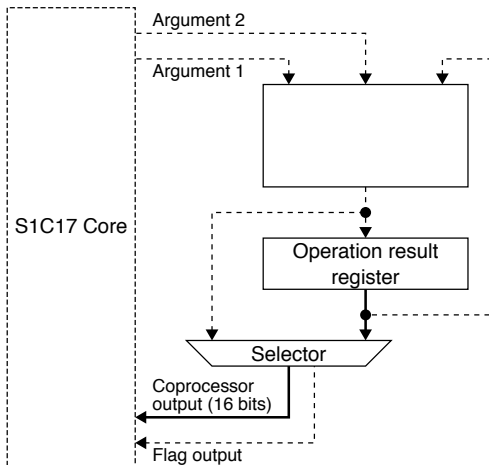 Argument 2
Argument 1
S1C17 Core
Operation result
register
Selector
Coprocessor
output (16 bits)
Flag output